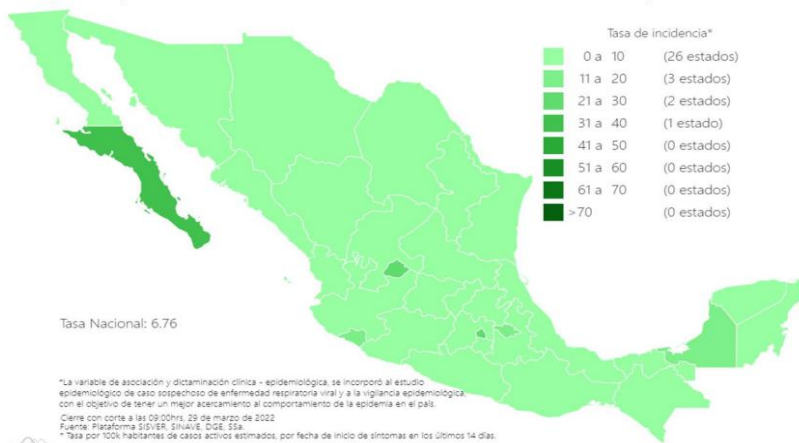 Tasa de incidencia*
0 a 10 (26 estados)
11 a 20 (3 estados)
21 a 30 (2 estados)
31 a 40 (1 estado)
41 a 50 (0 estados)
51 a 60 (0 estados)
61 a 70 (0 estados)
>70 (0 estados)
Tasa Nacional: 6.76
*La variable de asociación y dictaminación clínica - epidemiológica, se incorporó al estudio
epidemiológico de caso sospechoso de enfermedad respiratoria viral y a la vigilancia epidemiológica,
con el objetivo de tener un mejor acercamiento al comportamiento de la epidemia en el país.
Cierre con corte a las 09:00hrs, 29 de marzo de 2022
Fuente: Plataforma SISVER, SINAVE, DGE, SSa.
* Tasa por 100k habitantes de casos activos estimados, por fecha de inicio de síntomas en los últimos 14 días.